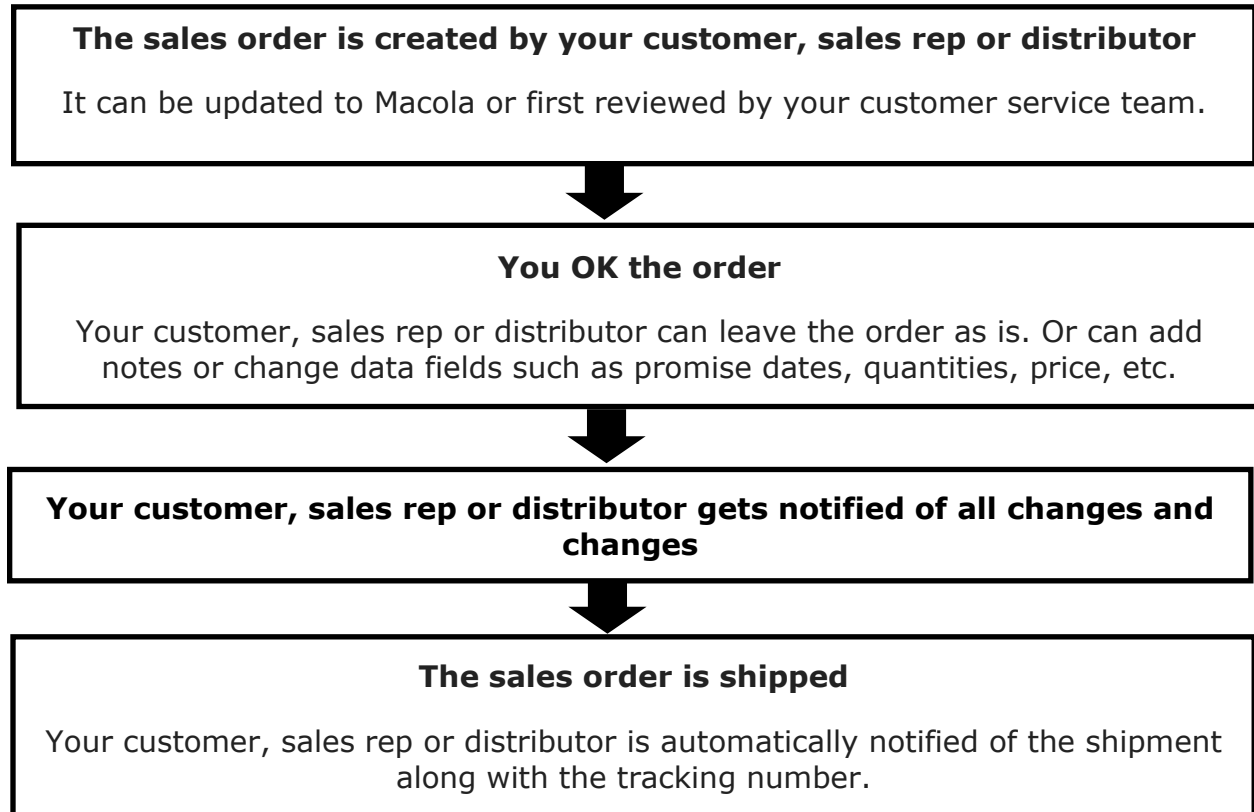 The sales order is created by your customer, sales rep or distributor
It can be updated to Macola or first reviewed by your customer service team.
You OK the order
Your customer, sales rep or distributor can leave the order as is. Or can add
notes or change data fields such as promise dates, quantities, price, etc.
Your customer, sales rep or distributor gets notified of all changes and
changes
The sales order is shipped
Your customer, sales rep or distributor is automatically notified of the shipment
along with the tracking number.